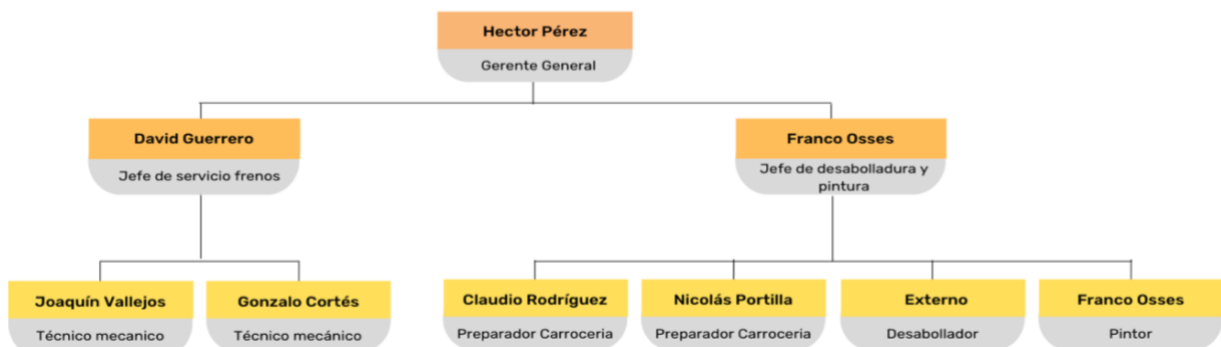 Hector Pérez
Gerente General
David Guerrero
Jefe de servicio frenos
Franco Osses
Jefe de desabolladura y
pintura
Joaquín Vallejos
Técnico mecanico
Gonzalo Cortés
Técnico mecánico
Claudio Rodríguez
Preparador Carroceria
Nicolás Portilla
Preparador Carroceria
Externo
Desabollador
Franco Osses
Pintor